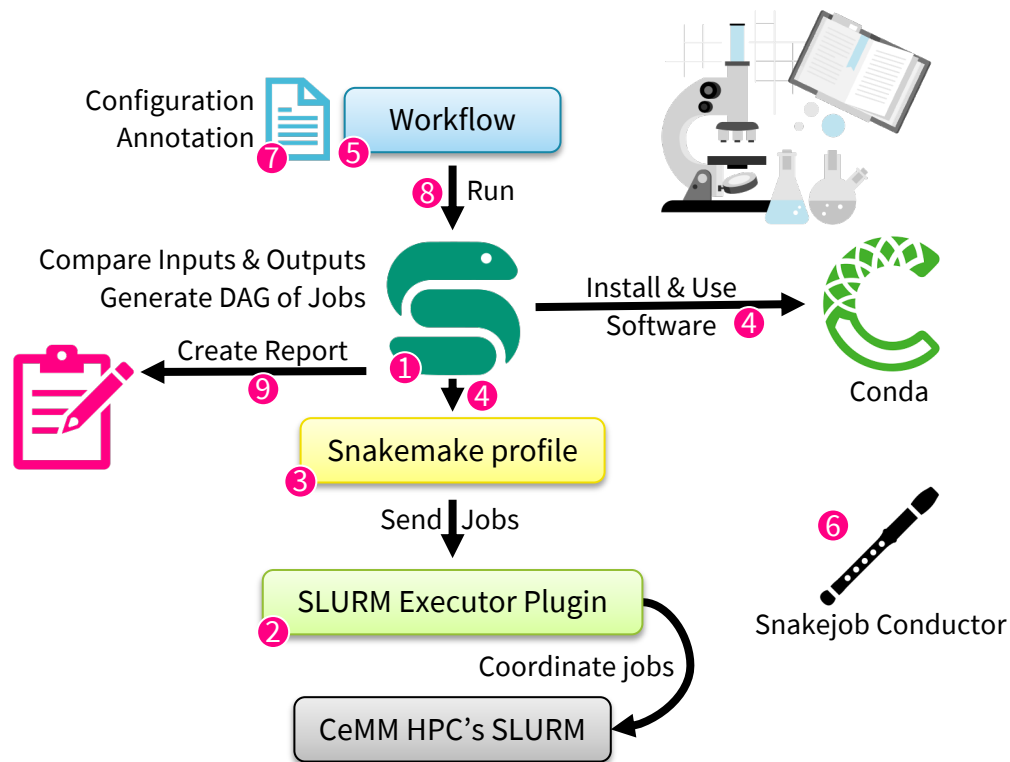 Configuration
Annotation
7
5
Workflow
8
Run
Compare Inputs & Outputs
Generate DAG of Jobs
Install & Use
Software
4
Conda
Create Report
9
1
4
Snakemake profile
3
Send Jobs
6
Snakejob Conductor
SLURM Executor Plugin
2
Coordinate jobs
CeMM HPC’s SLURM